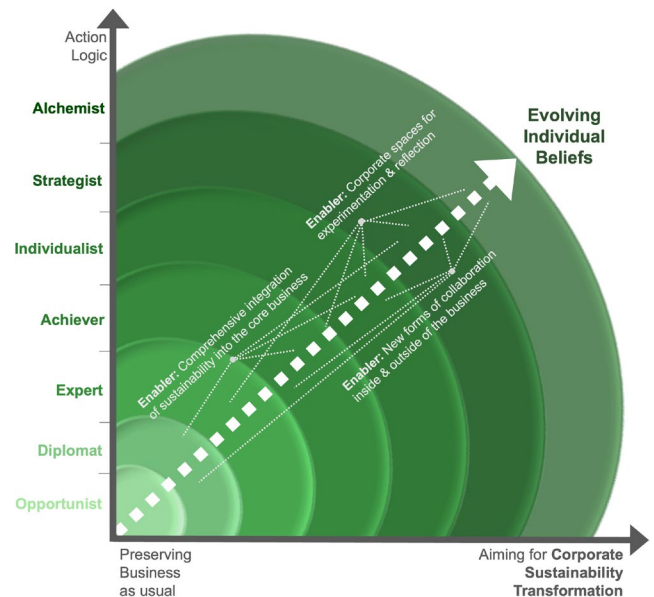 Action
Logic
Alchemist
Strategist
Individualist
Achiever
Expert
Diplomat
Opportunist
Evolving
Individual
Beliefs
Enabler: Corporate spaces for
experimentation & reflection
Enabler: Comprehensive integration
of sustainability into the core business
Enabler: New forms of collaboration
inside & outside of the business
Preserving
Business
as usual
Aiming for Corporate
Sustainability
Transformation